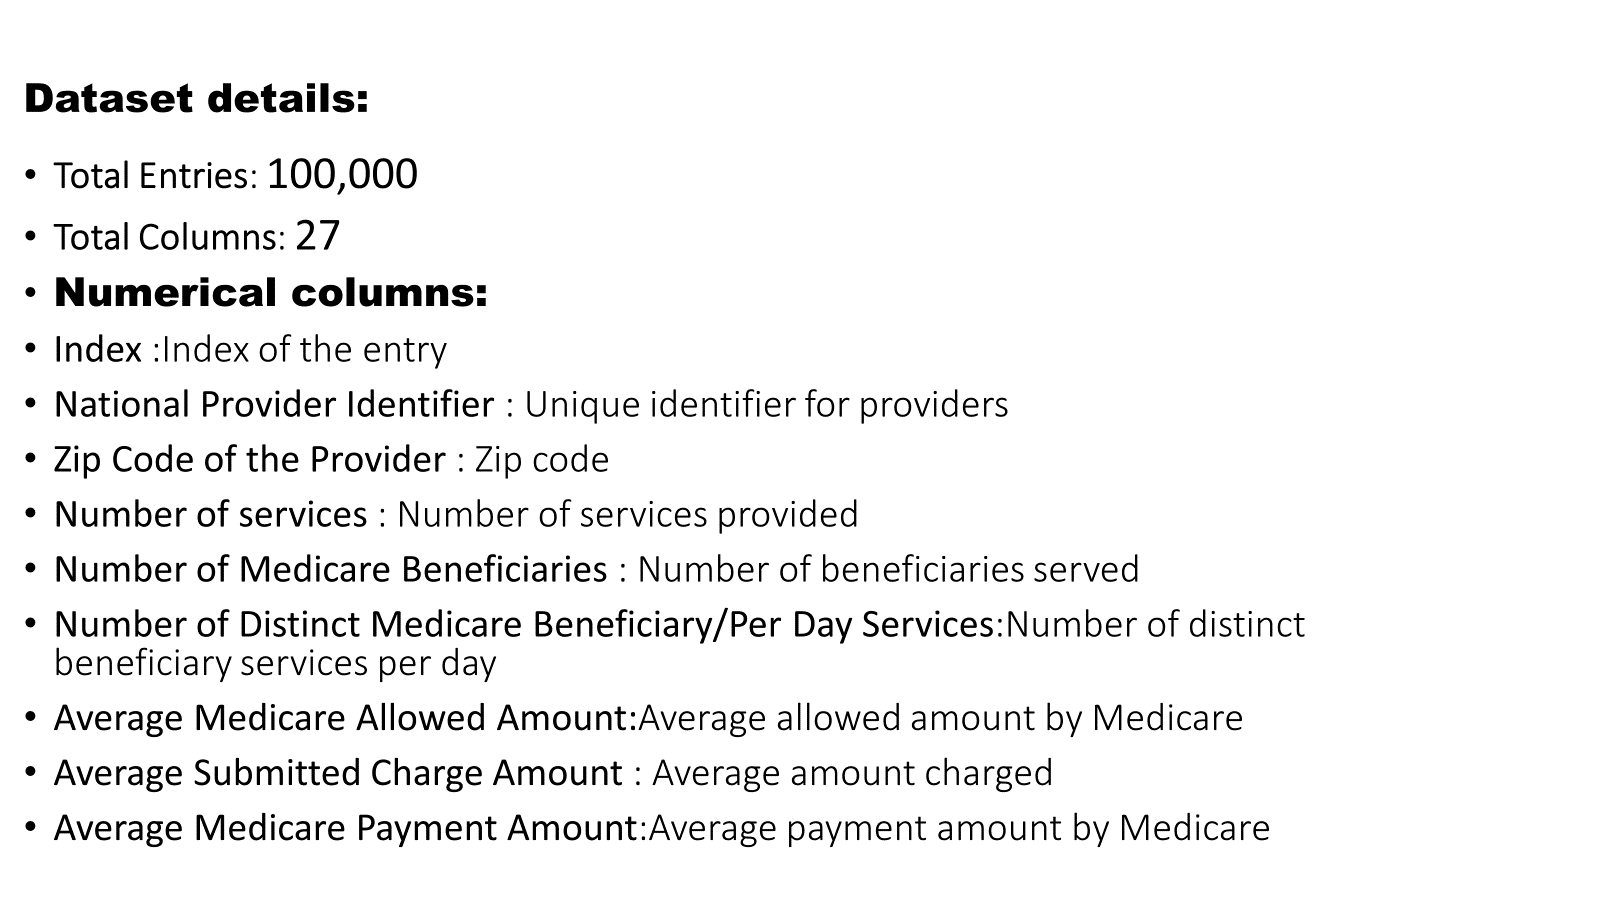 Dataset details:
• Total Entries: 100,000
• Total Columns: 27
• Numerical columns:
• Index :Index of the entry
• National Provider Identifier : Unique identifier for providers
• Zip Code of the Provider : Zip code
• Number of services : Number of services provided
• Number of Medicare Beneficiaries : Number of beneficiaries served
• Number of Distinct Medicare Beneficiary/Per Day Services:Number of distinct
beneficiary services per day
• Average Medicare Allowed Amount:Average allowed amount by Medicare
• Average Submitted Charge Amount : Average amount charged
• Average Medicare Payment Amount:Average payment amount by Medicare